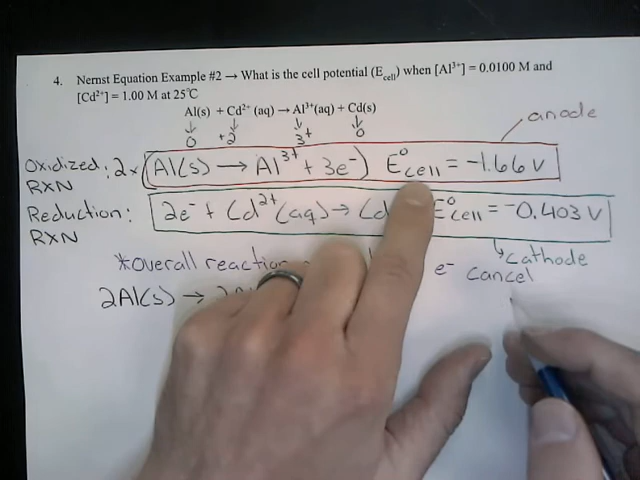 4. Nernst Equation Example #2 → What is the cell potential (Ecell) when [Al³⁺] = 0.0100 M and
[Cd²⁺] = 1.00 M at 25°C
Al(s) + Cd²⁺ (aq) → Al³⁺(aq) + Cd(s)
0 +2 3+ 0
anode
Oxidized: 2x (Al(s) → Al³⁺ + 3e⁻) E°cell = -1.66 V
RXN
Reduction: 2e⁻ + Cd²⁺(aq) → Cd E°cell = -0.403 V
RXN
cathode
*Overall reaction e⁻ cancel
2Al(s) →